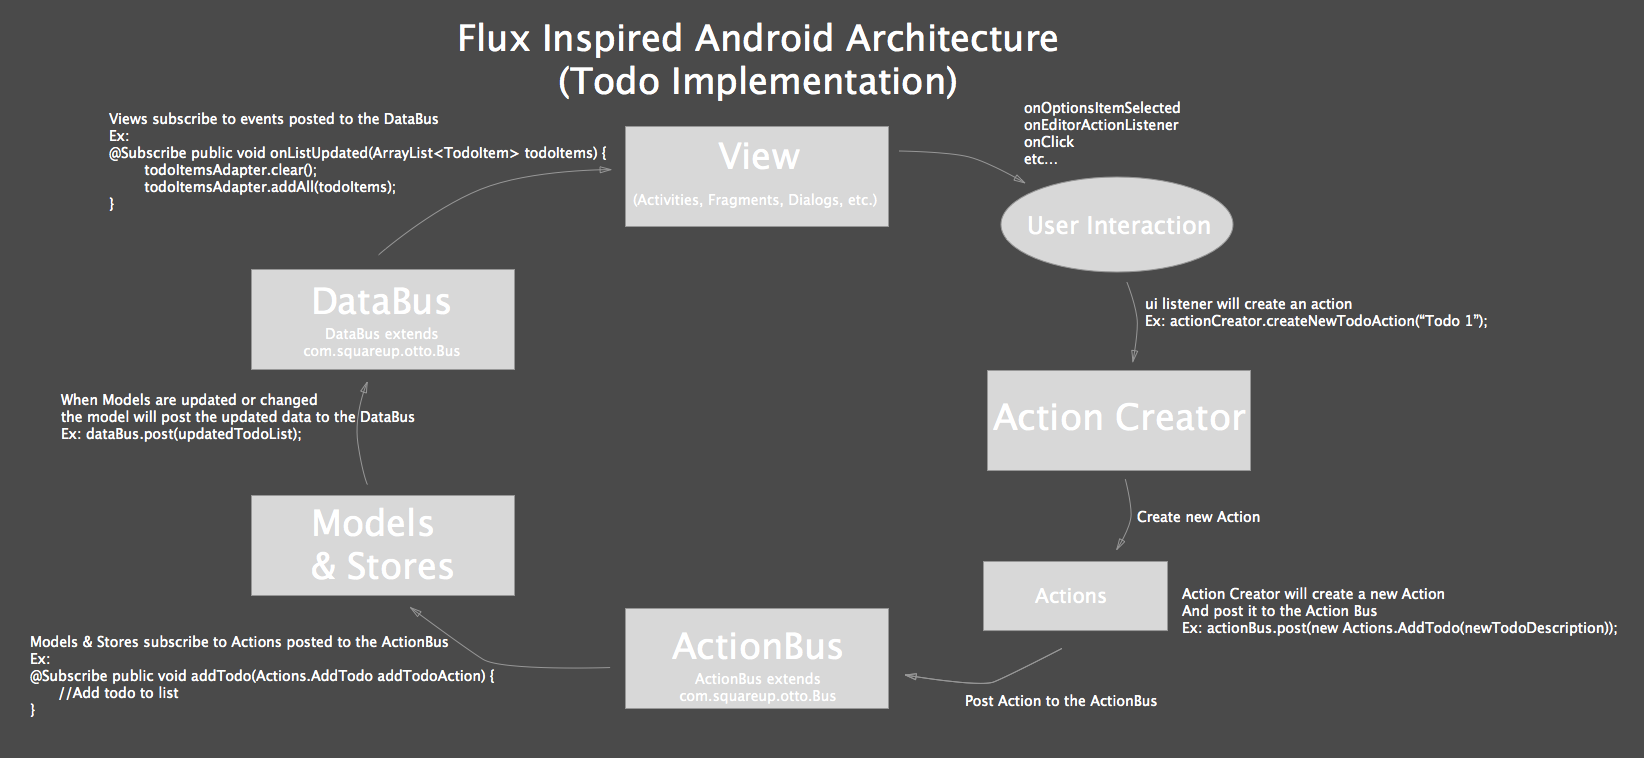 Flux Inspired Android Architecture
(Todo Implementation)
Views subscribe to events posted to the DataBus
Ex:
@Subscribe public void onListUpdated(ArrayList<TodoItem> todoItems) {
todoItemsAdapter.clear();
todoItemsAdapter.addAll(todoItems);
}
View
(Activities, Fragments, Dialogs, etc.)
onOptionsItemSelected
onEditorActionListener
onClick
etc...
User Interaction
ui listener will create an action
Ex: actionCreator.createNewTodoAction(“Todo 1”);
Action Creator
Create new Action
Actions
Action Creator will create a new Action
And post it to the Action Bus
Ex: actionBus.post(new Actions.AddTodo(newTodoDescription));
Post Action to the ActionBus
ActionBus
ActionBus extends
com.squareup.otto.Bus
Models & Stores subscribe to Actions posted to the ActionBus
Ex:
@Subscribe public void addTodo(Actions.AddTodo addTodoAction) {
//Add todo to list
}
Models
& Stores
When Models are updated or changed
the model will post the updated data to the DataBus
Ex: dataBus.post(updatedTodoList);
DataBus
DataBus extends
com.squareup.otto.Bus